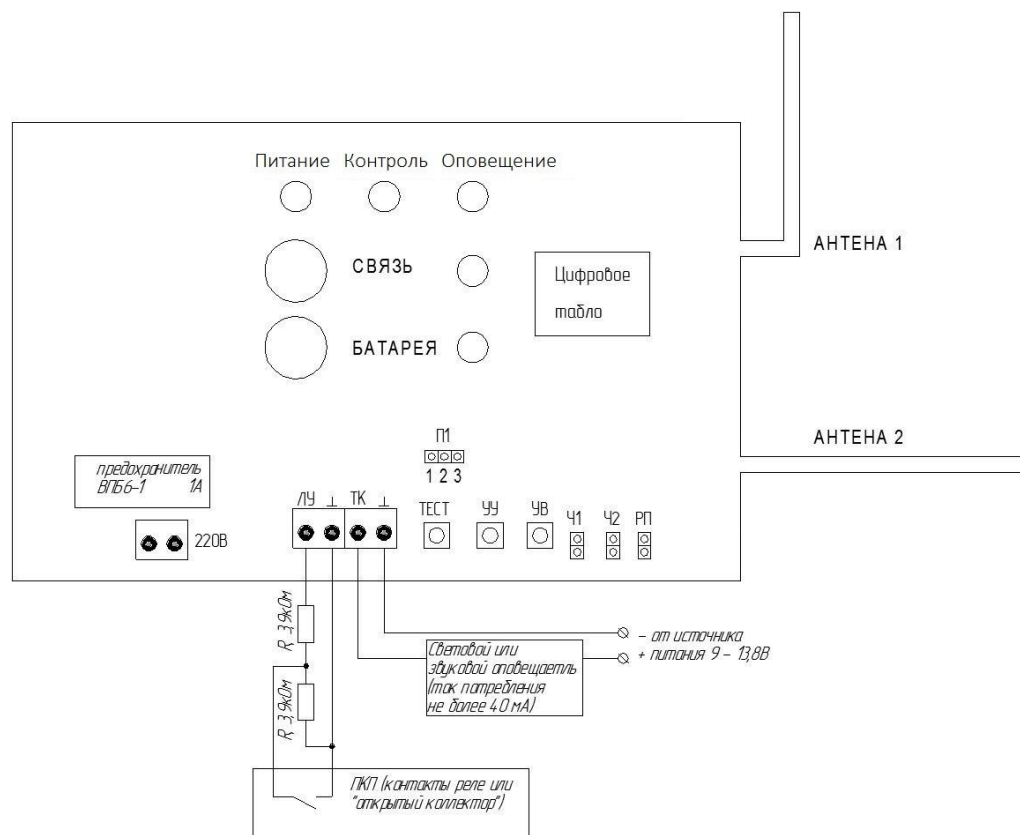 Питание Контроль Оповещение
СВЯЗЬ
АНТЕНА 1
Цифровое
табло
БАТАРЕЯ
АНТЕНА 2
П1
1 2 3
предохранитель
ВПБ6-1 1А
220В
ЛУ ⊥ ТК ⊥
ТЕСТ УУ УВ Ч1 Ч2 РП
R, 3,9кОм
R, 3,9кОм
- от источника
+ питания 9 - 13,8В
Световой или
звуковой оповещаетль
(ток потребления
не более 40 мА)
ПКП (контакты реле или
"открытый коллектор")